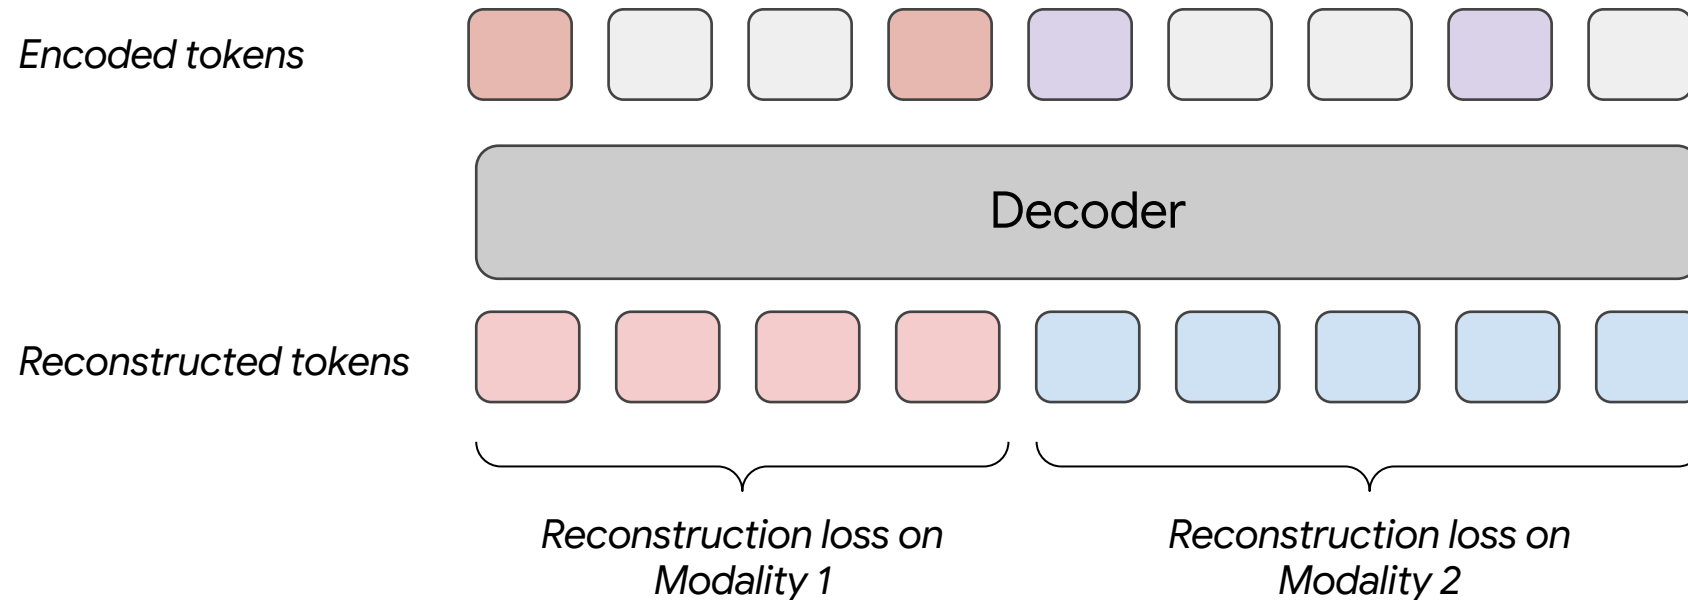 Encoded tokens
Decoder
Reconstructed tokens
Reconstruction loss on
Modality 1
Reconstruction loss on
Modality 2